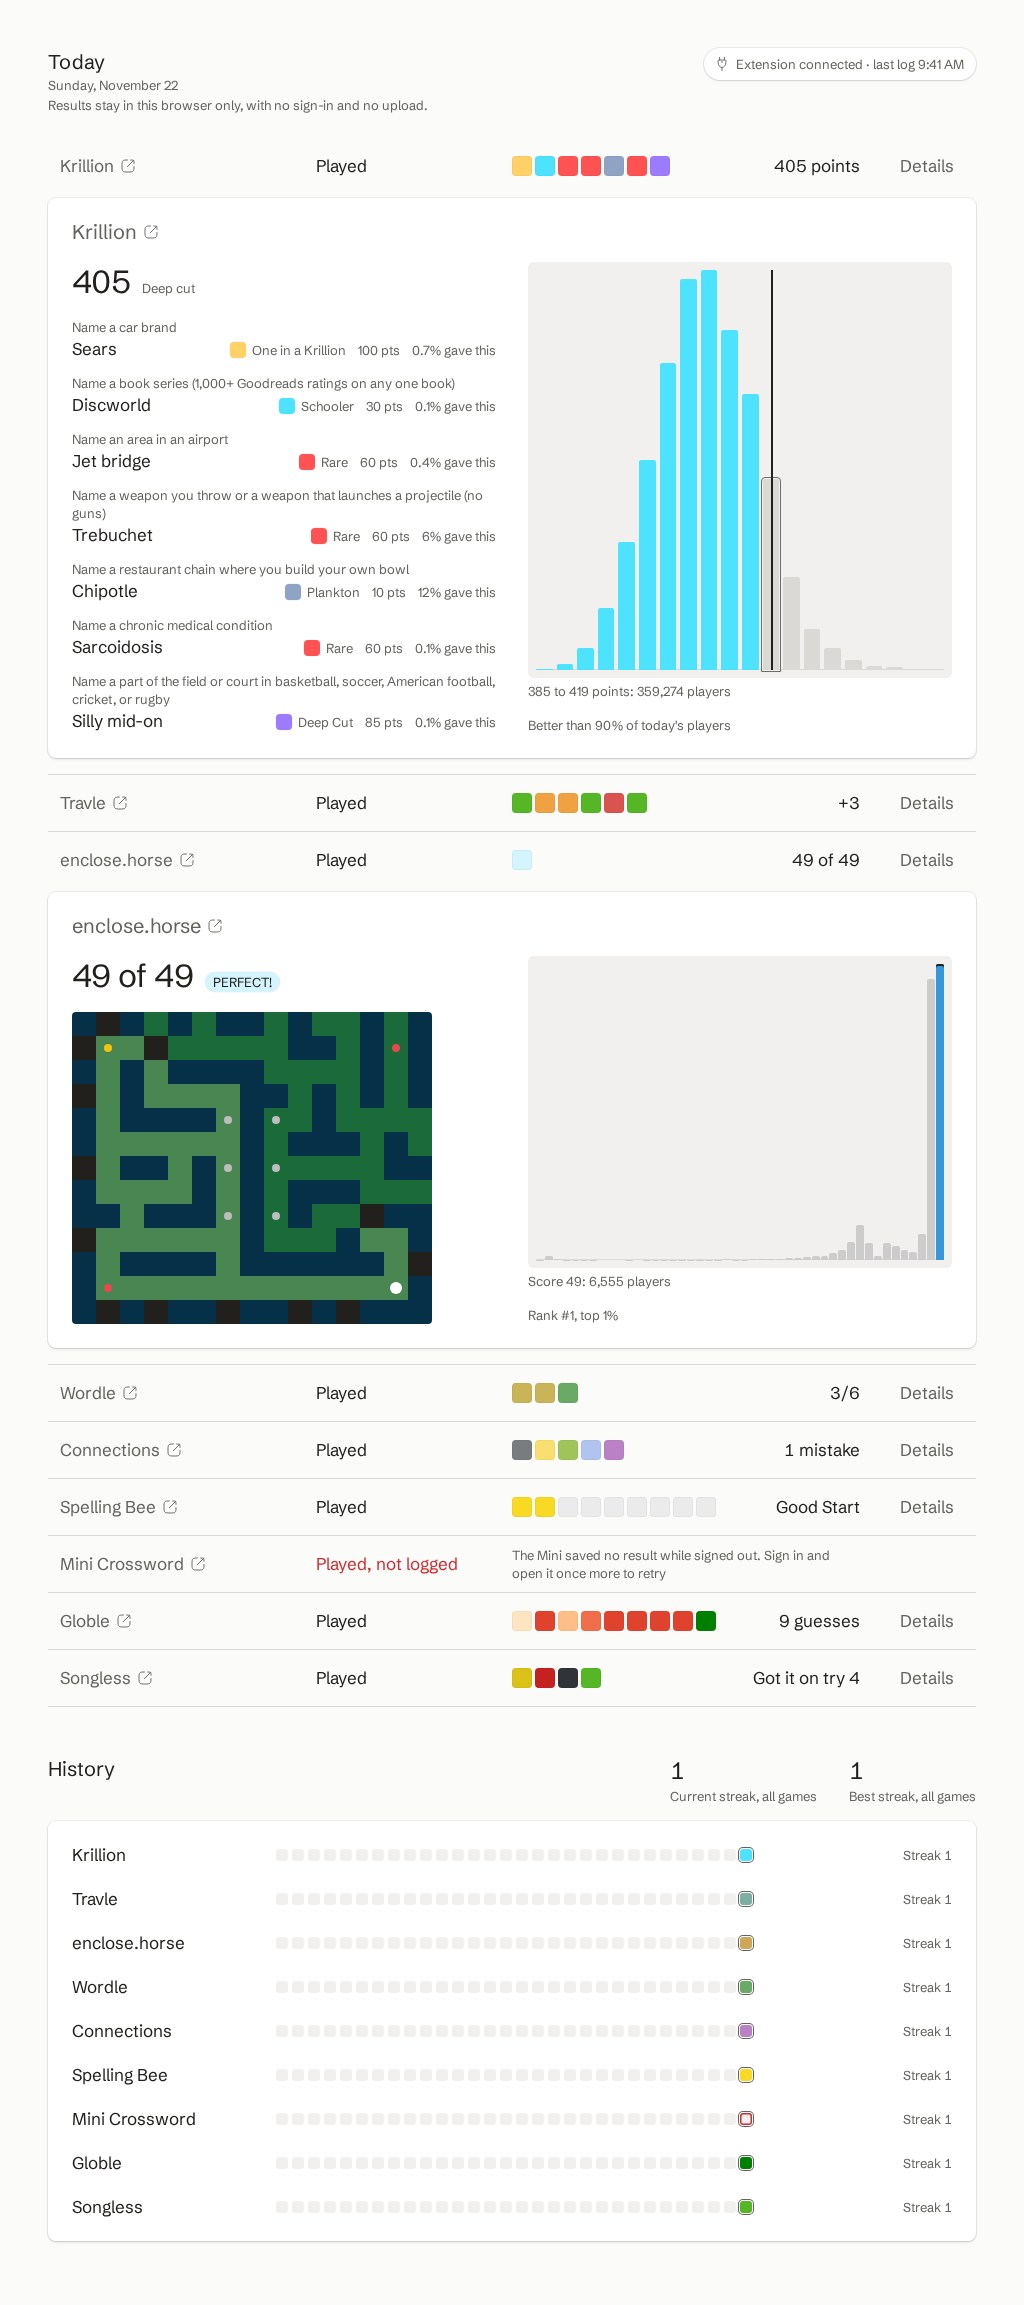 Today
Sunday, November 22
Results stay in this browser only, with no sign-in and no upload.
Extension connected · last log 9:41 AM
Krillion Played 405 points Details
Krillion
405 Deep cut
Name a car brand
Sears One in a Krillion 100 pts 0.7% gave this
Name a book series (1,000+ Goodreads ratings on any one book)
Discworld Schooler 30 pts 0.1% gave this
Name an area in an airport
Jet bridge Rare 60 pts 0.4% gave this
Name a weapon you throw or a weapon that launches a projectile (no
guns)
Trebuchet Rare 60 pts 6% gave this
Name a restaurant chain where you build your own bowl
Chipotle Plankton 10 pts 12% gave this
Name a chronic medical condition
Sarcoidosis Rare 60 pts 0.1% gave this
Name a part of the field or court in basketball, soccer, American football,
cricket, or rugby
Silly mid-on Deep Cut 85 pts 0.1% gave this
385 to 419 points: 359,274 players
Better than 90% of today's players
Travle Played +3 Details
enclose.horse Played 49 of 49 Details
enclose.horse
49 of 49 PERFECT!
Score 49: 6,555 players
Rank #1, top 1%
Wordle Played 3/6 Details
Connections Played 1 mistake Details
Spelling Bee Played Good Start Details
Mini Crossword Played, not logged The Mini saved no result while signed out. Sign in and
open it once more to retry
Globle Played 9 guesses Details
Songless Played Got it on try 4 Details
History
1
Current streak, all games
1
Best streak, all games
Krillion Streak 1
Travle Streak 1
enclose.horse Streak 1
Wordle Streak 1
Connections Streak 1
Spelling Bee Streak 1
Mini Crossword Streak 1
Globle Streak 1
Songless Streak 1